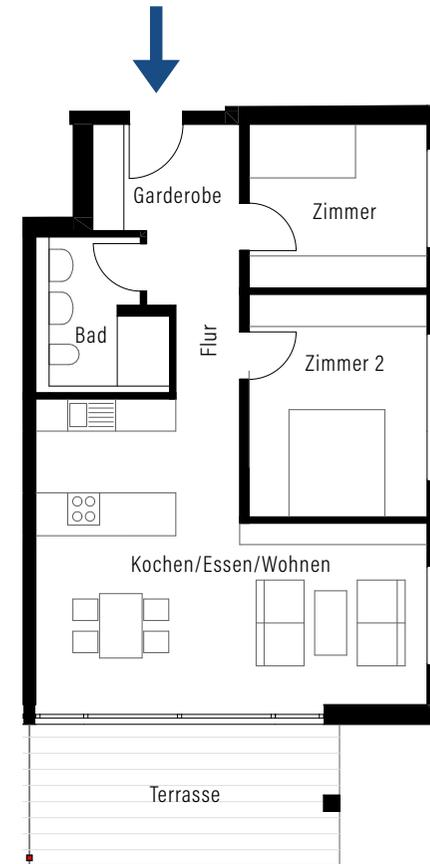 Garderobe
Zimmer
Bad
Flur
Zimmer 2
Kochen/Essen/Wohnen
Terrasse